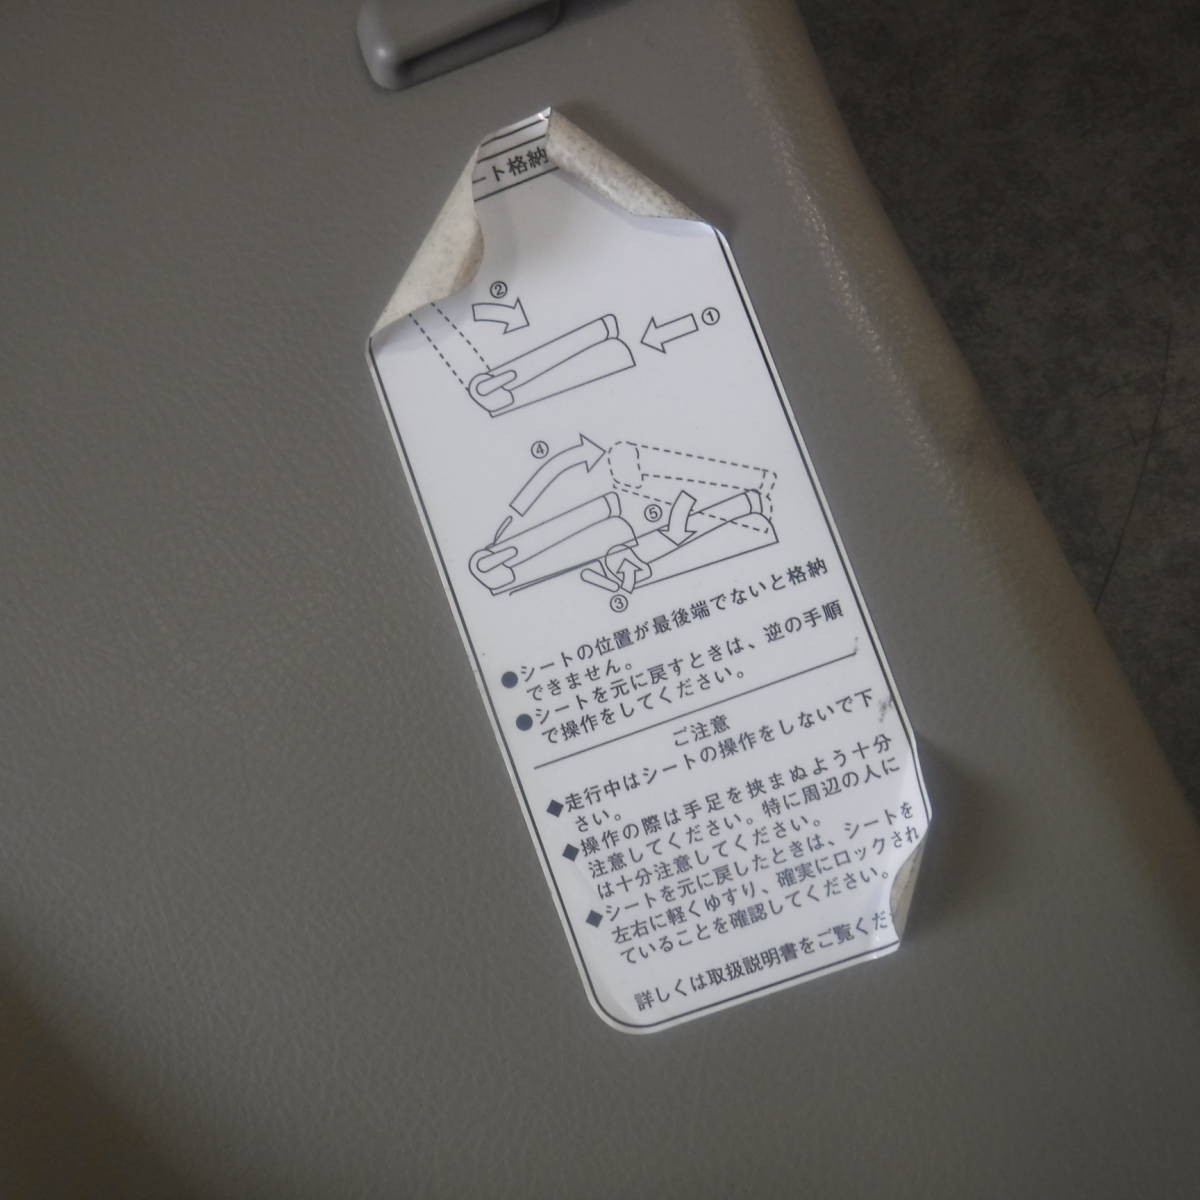 ート格納
②
①
④
⑤
③
●シートの位置が最後端でないと格納
できません。
●シートを元に戻すときは、逆の手順
で操作をしてください。
ご注意
◆走行中はシートの操作をしないで下
さい。
◆操作の際は手足を挟まぬよう十分
注意してください。特に周辺の人に
は十分注意してください。
◆シートを元に戻したときは、シートを
左右に軽くゆすり、確実にロックされ
ていることを確認してください。
詳しくは取扱説明書をご覧くだ